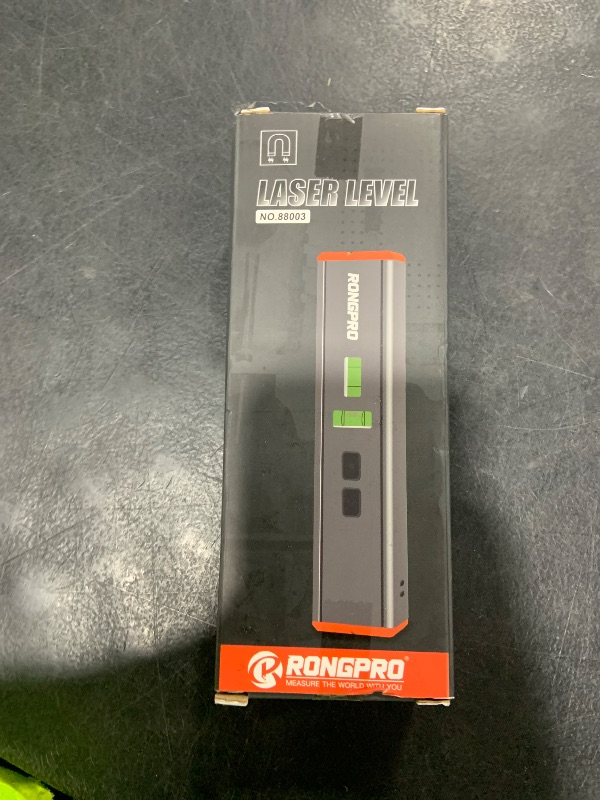 LASER LEVEL
NO.88003
RONGPRO
RONGPRO®
MEASURE THE WORLD WITH YOU